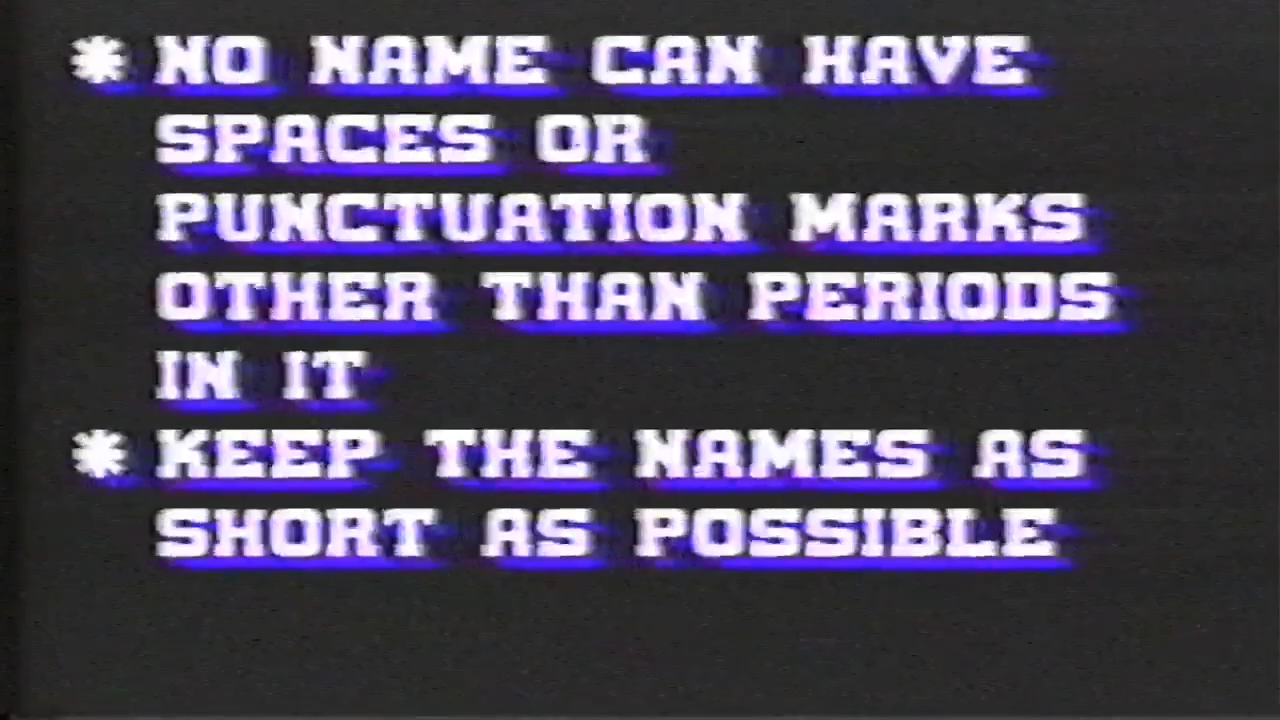 * NO NAME CAN HAVE
SPACES OR
PUNCTUATION MARKS
OTHER THAN PERIODS
IN IT
* KEEP THE NAMES AS
SHORT AS POSSIBLE